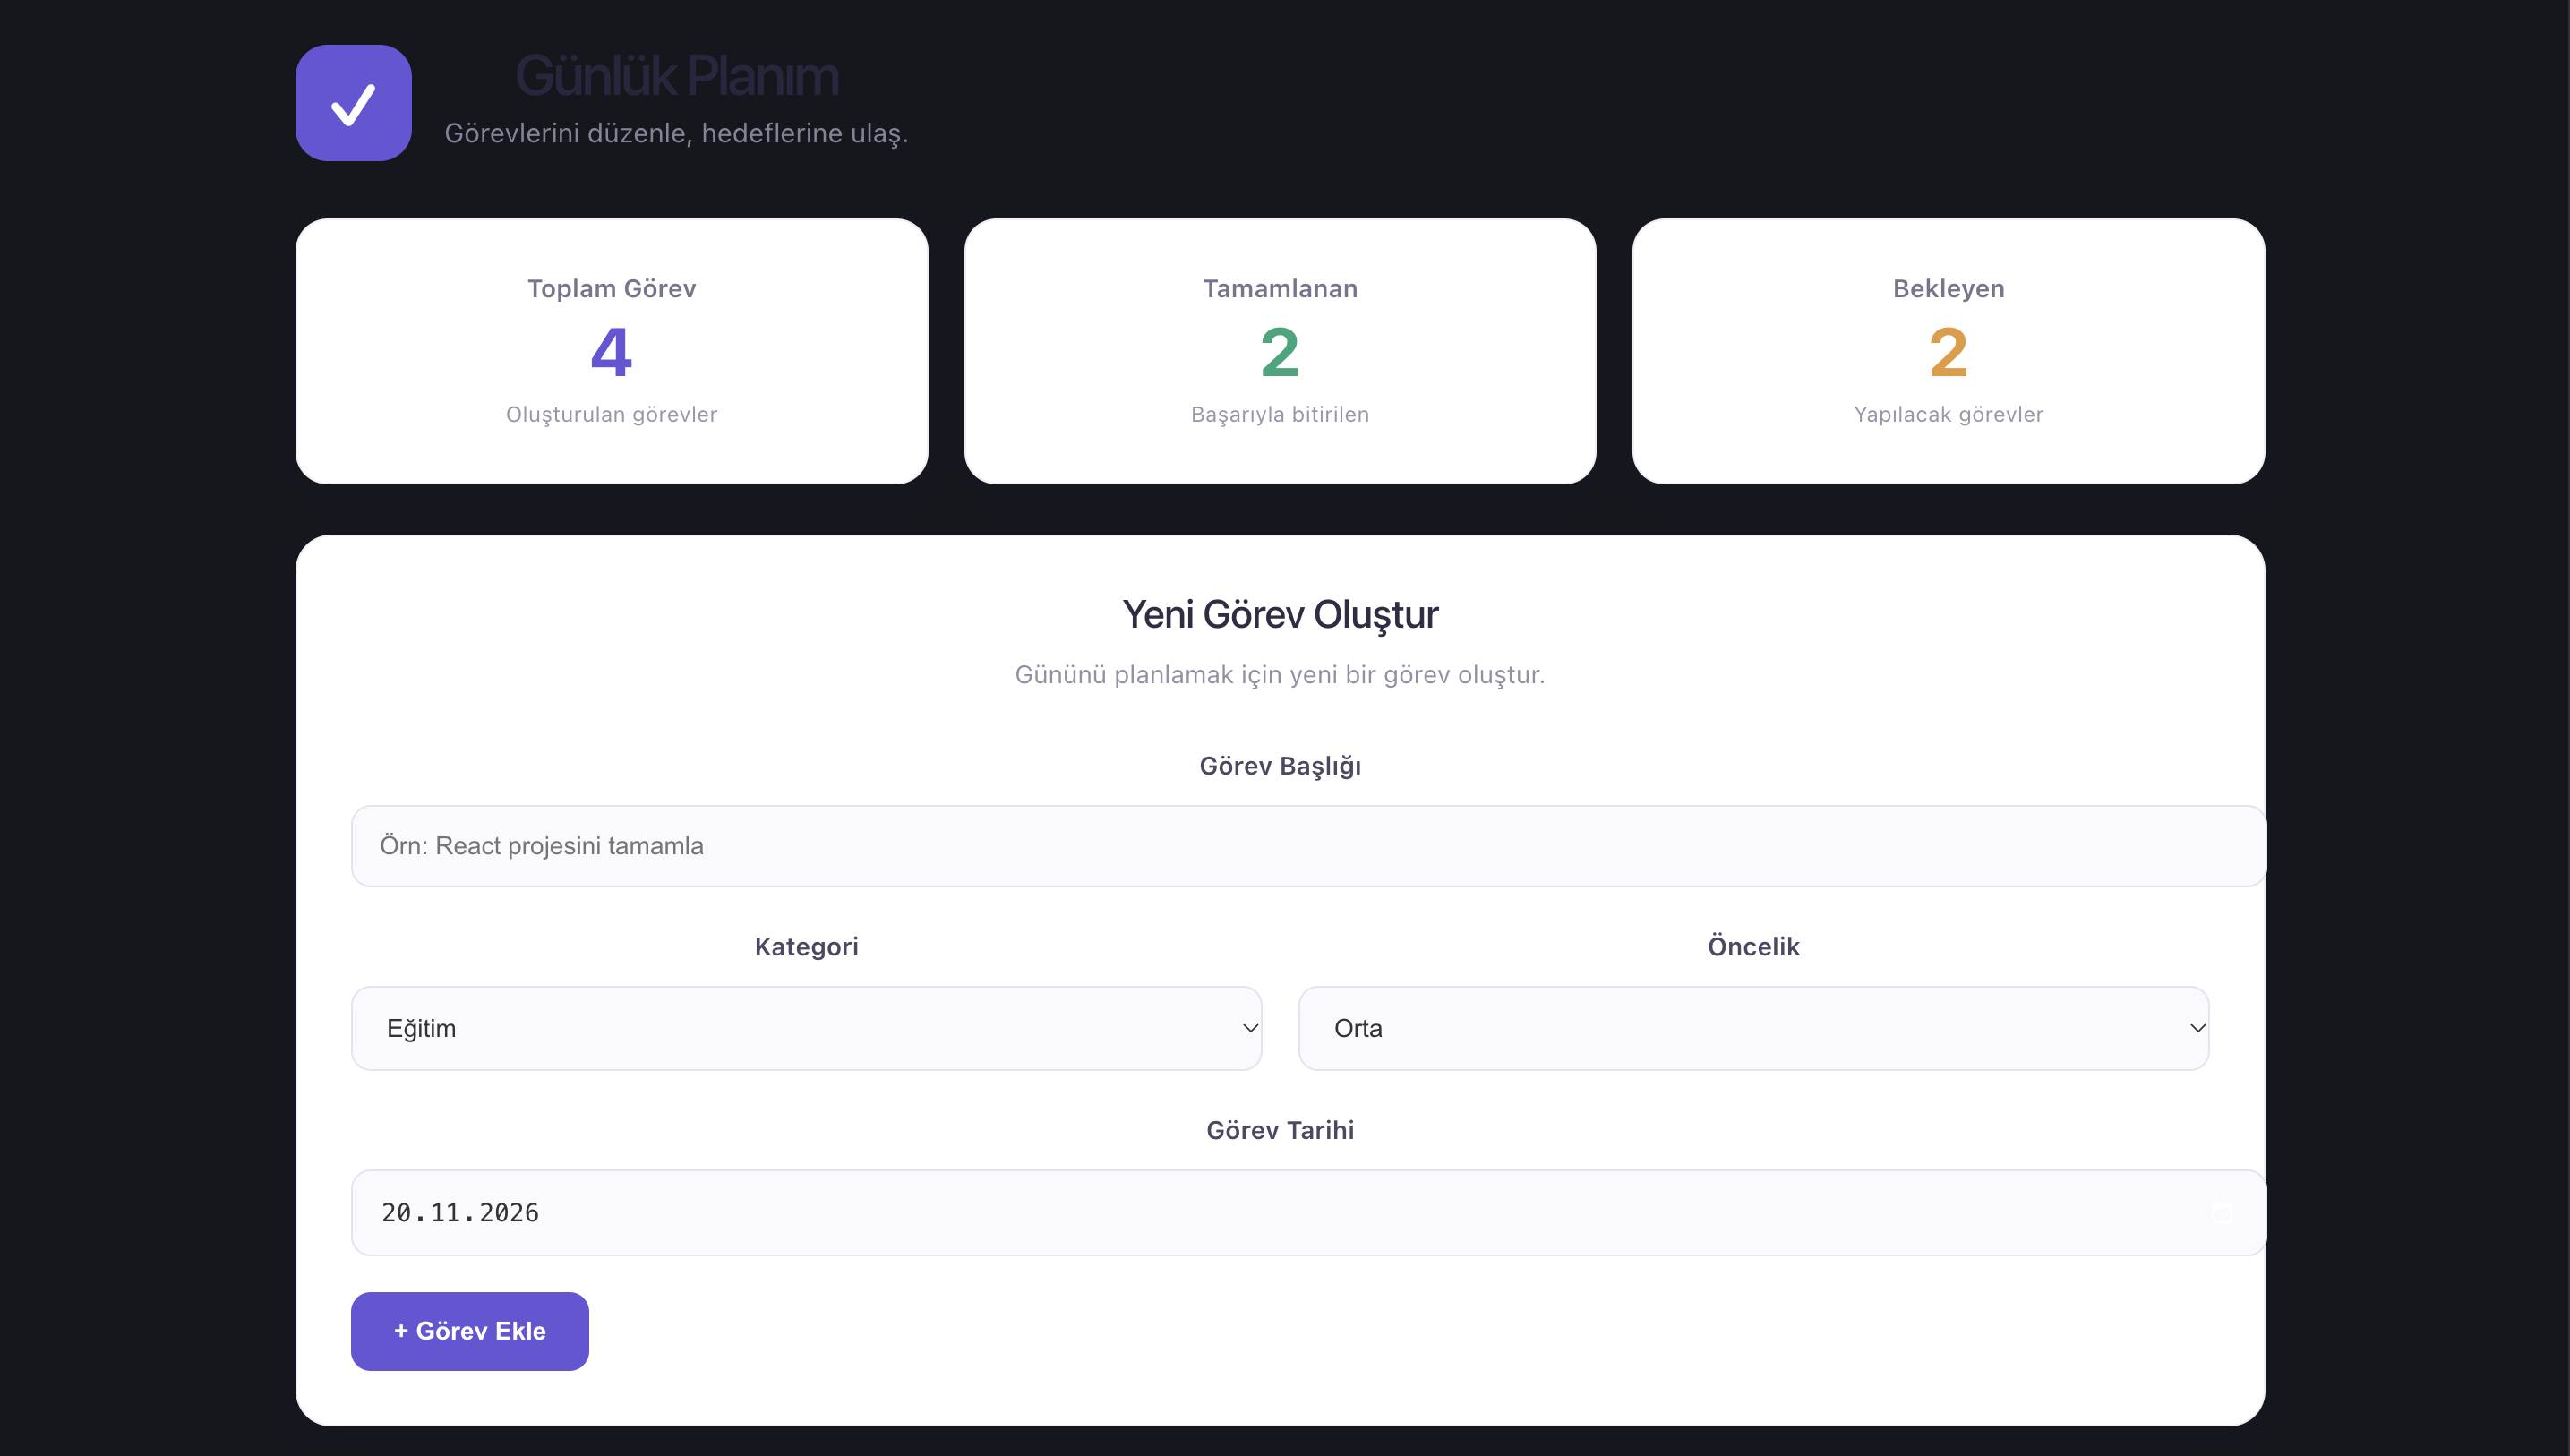 Günlük Planım
Görevlerini düzenle, hedeflerine ulaş.
Toplam Görev
4
Oluşturulan görevler
Tamamlanan
2
Başarıyla bitirilen
Bekleyen
2
Yapılacak görevler
Yeni Görev Oluştur
Gününü planlamak için yeni bir görev oluştur.
Görev Başlığı
Örn: React projesini tamamla
Kategori
Eğitim
Öncelik
Orta
Görev Tarihi
20.11.2026
+ Görev Ekle